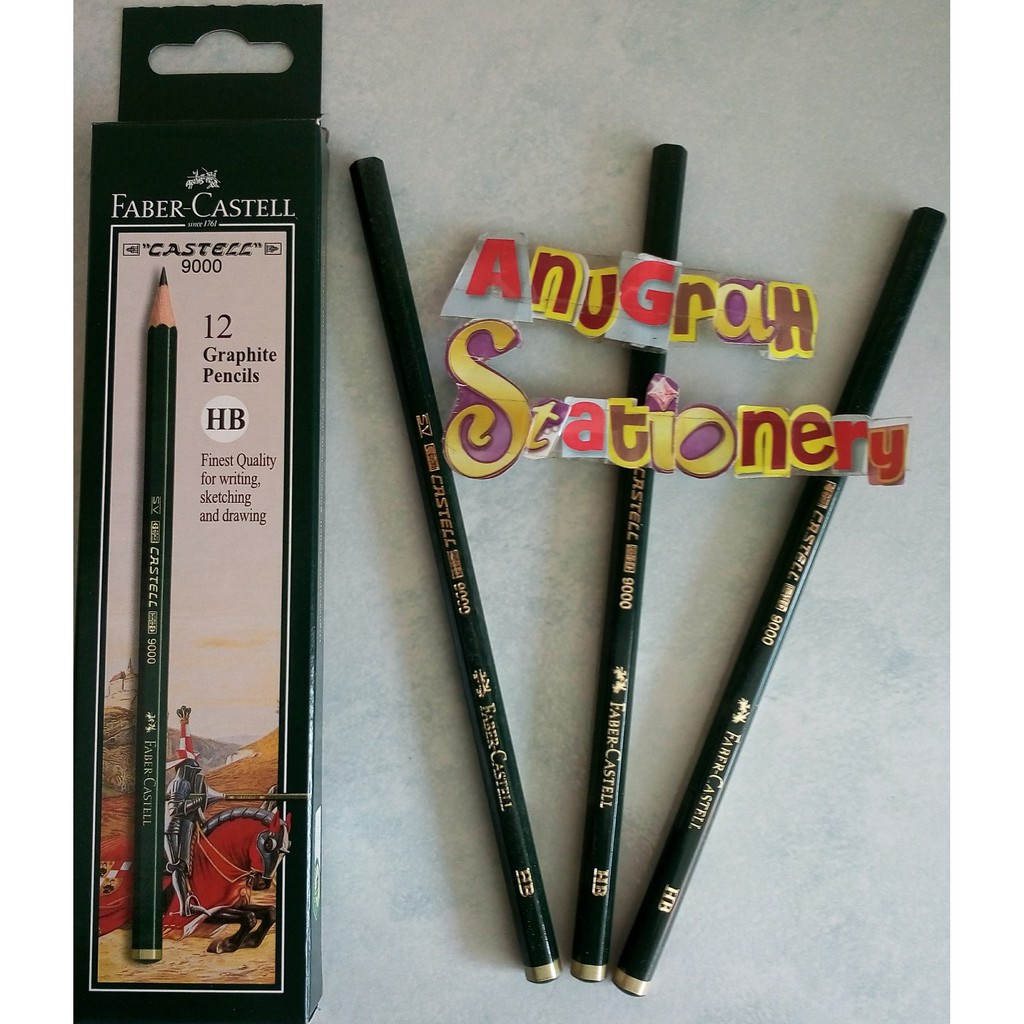 FABER-CASTELL
since 1761
"CASTELL"
9000
12
Graphite
Pencils
HB
Finest Quality
for writing,
sketching
and drawing
SV CASTELL 9000 FABER-CASTELL
Anugrah
Stationery
SV CASTELL 9000 FABER-CASTELL HB
CASTELL 9000 FABER-CASTELL HB
CASTELL 9000 FABER-CASTELL HB